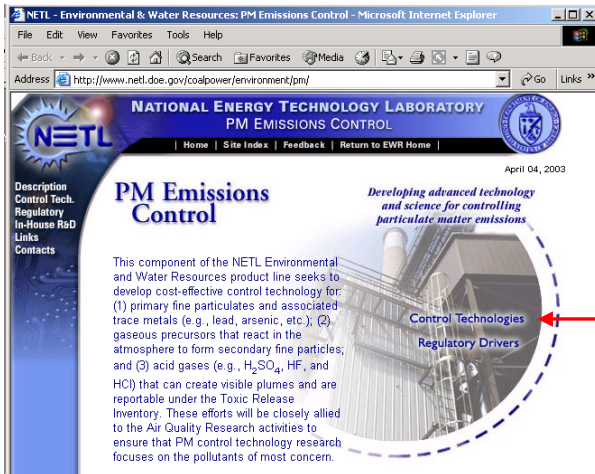 NETL - Environmental & Water Resources: PM Emissions Control - Microsoft Internet Explorer
File Edit View Favorites Tools Help
Back Search Favorites Media
Address http://www.netl.doe.gov/coalpower/environment/pm/ Go Links »
NATIONAL ENERGY TECHNOLOGY LABORATORY
NETL
PM EMISSIONS CONTROL
| Home | Site Index | Feedback | Return to EWR Home |
April 04, 2003
Description
Control Tech.
Regulatory
In-House R&D
Links
Contacts
PM Emissions
Control
Developing advanced technology
and science for controlling
particulate matter emissions
This component of the NETL Environmental
and Water Resources product line seeks to
develop cost-effective control technology for:
(1) primary fine particulates and associated
trace metals (e.g., lead, arsenic, etc.); (2)
gaseous precursors that react in the
atmosphere to form secondary fine particles;
and (3) acid gases (e.g., H2SO4, HF, and
HCl) that can create visible plumes and are
reportable under the Toxic Release
Inventory. These efforts will be closely allied
to the Air Quality Research activities to
ensure that PM control technology research
focuses on the pollutants of most concern.
Control Technologies
Regulatory Drivers